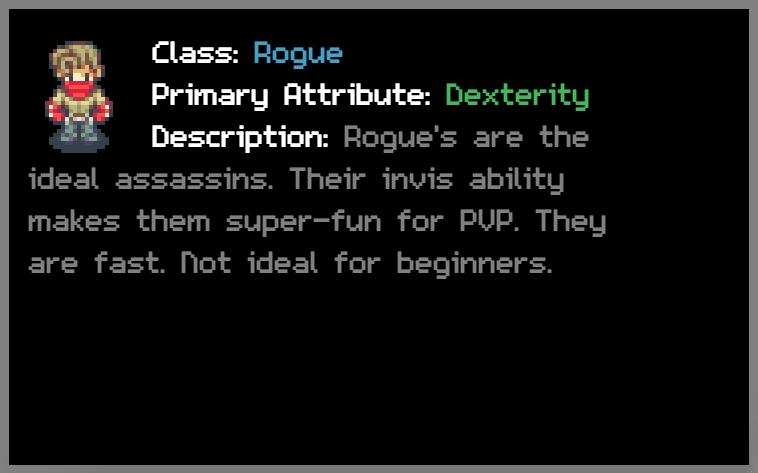 Class: Rogue
Primary Attribute: Dexterity
Description: Rogue's are the
ideal assassins. Their invis ability
makes them super-fun for PVP. They
are fast. Not ideal for beginners.